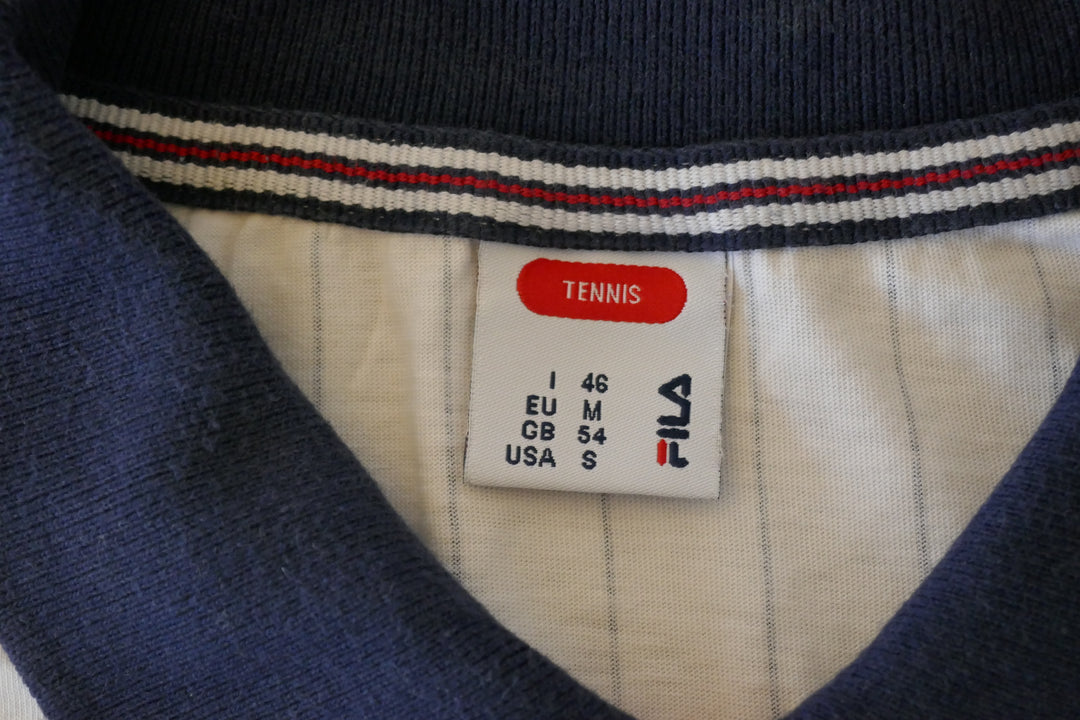 TENNIS
I 46
EU M
GB 54
USA S
FILA